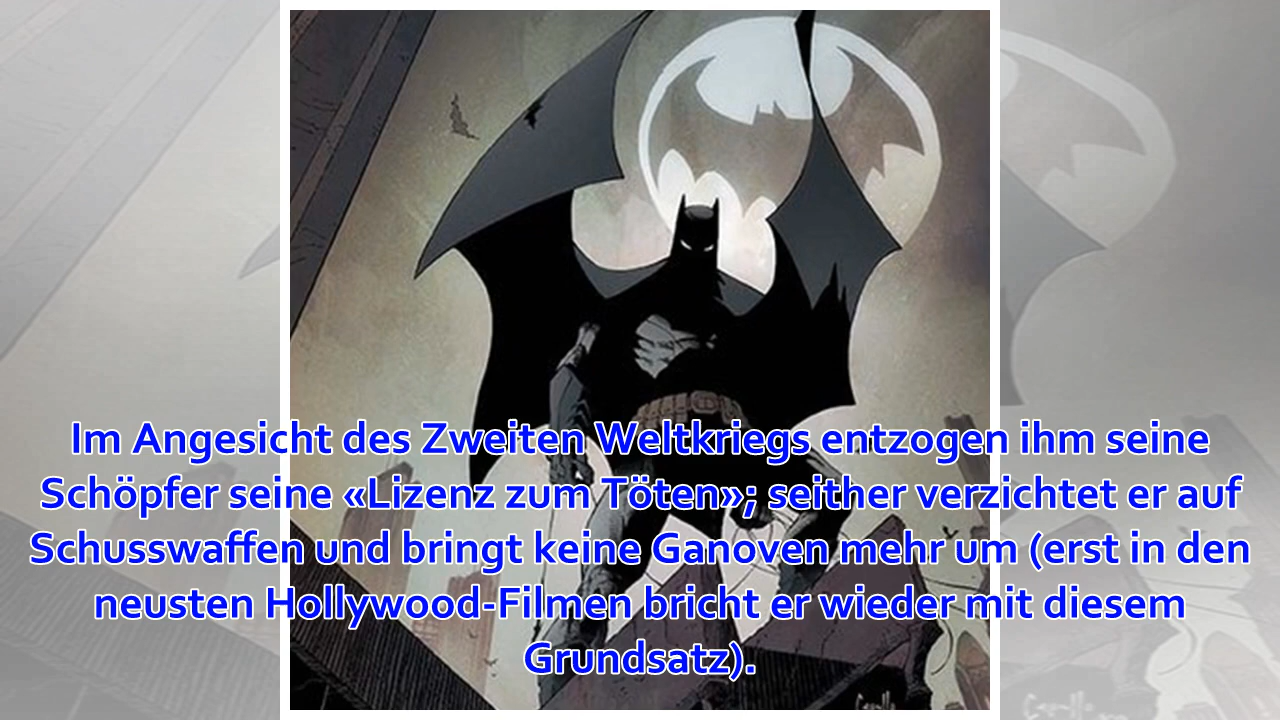 Im Angesicht des Zweiten Weltkriegs entzogen ihm seine
Schöpfer seine «Lizenz zum Töten»; seither verzichtet er auf
Schusswaffen und bringt keine Ganoven mehr um (erst in den
neusten Hollywood-Filmen bricht er wieder mit diesem
Grundsatz).